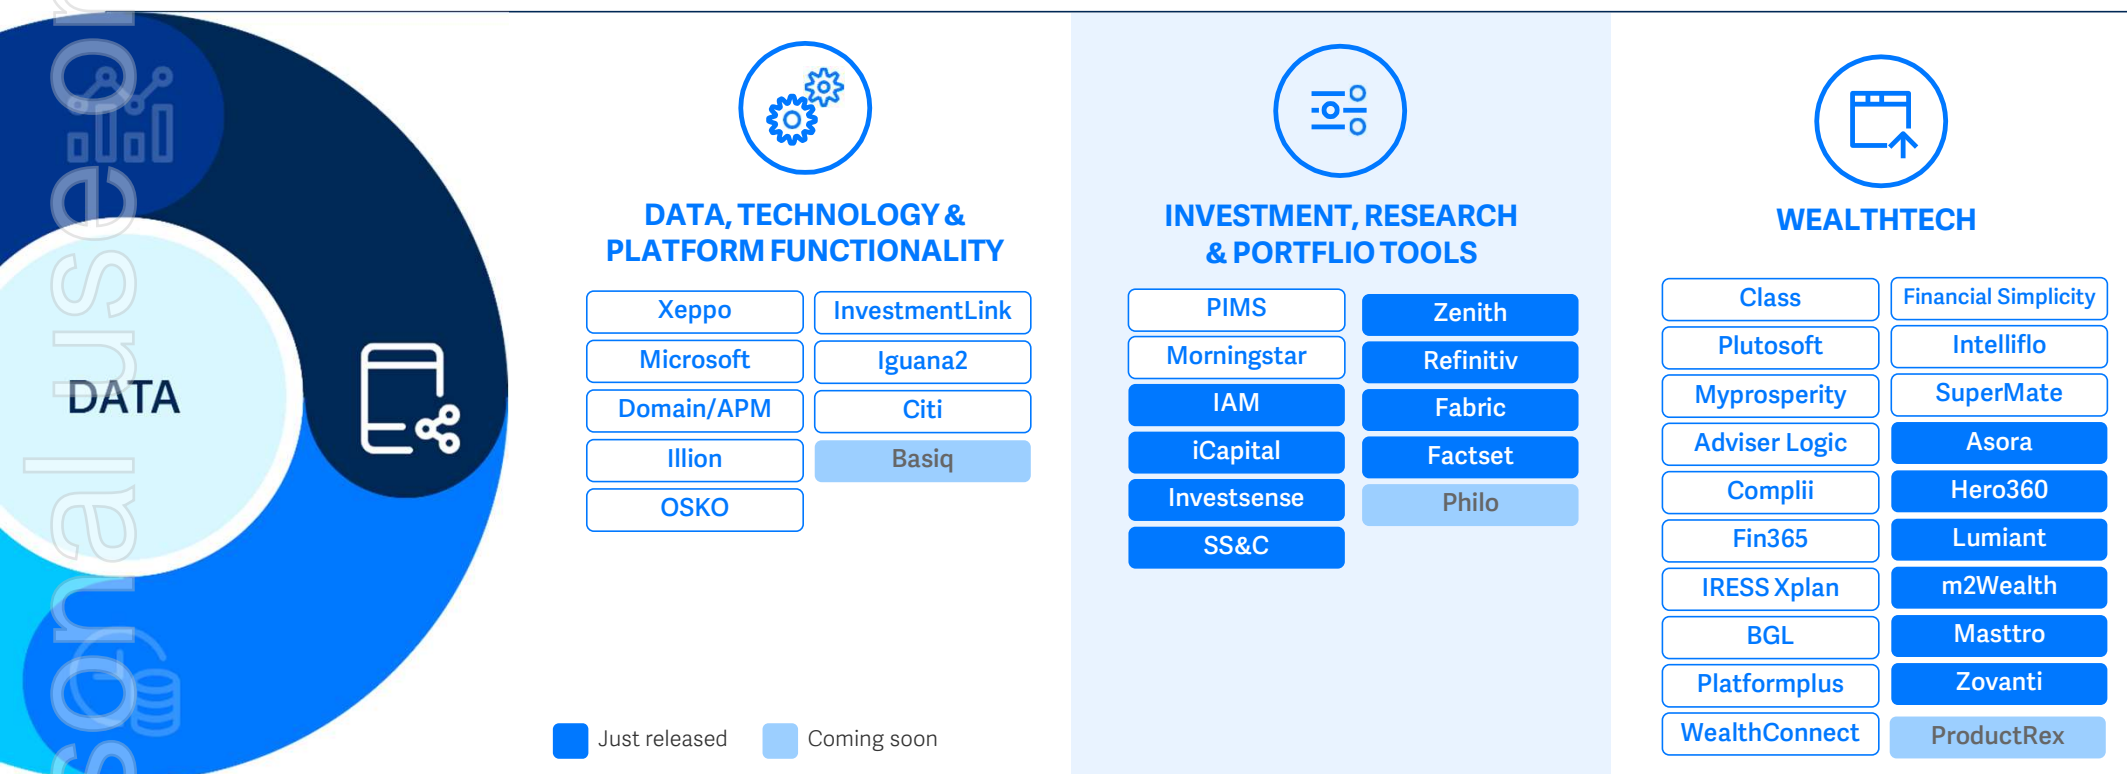 sonal use on
DATA
DATA, TECHNOLOGY &
PLATFORM FUNCTIONALITY
Xeppo
InvestmentLink
Microsoft
Iguana2
Domain/APM
Citi
Illion
Basiq
OSKO
Just released
Coming soon
INVESTMENT, RESEARCH
& PORTFLIO TOOLS
PIMS
Zenith
Morningstar
Refinitiv
IAM
Fabric
iCapital
Factset
Investsense
Philo
SS&C
WEALTHTECH
Class
Financial Simplicity
Plutosoft
Intelliflo
Myprosperity
SuperMate
Adviser Logic
Asora
Complii
Hero360
Fin365
Lumiant
IRESS Xplan
m2Wealth
BGL
Masttro
Platformplus
Zovanti
WealthConnect
ProductRex